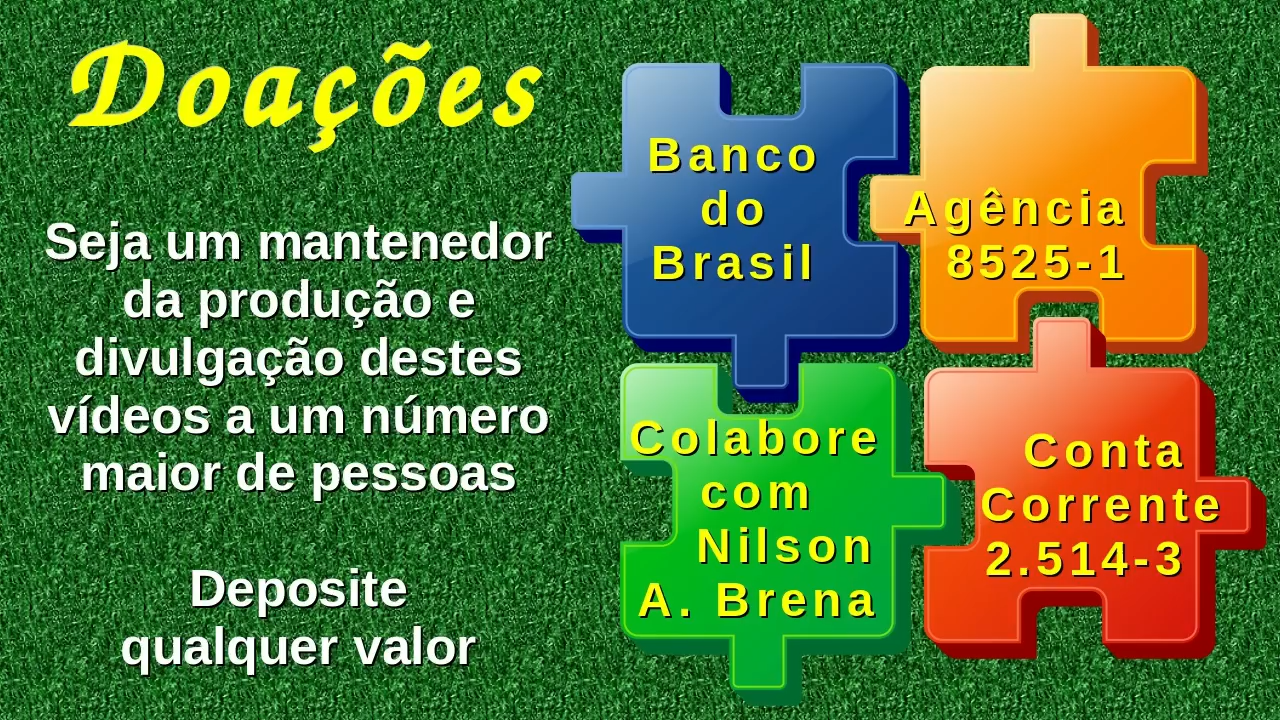 Doações
Seja um mantenedor
da produção e
divulgação destes
vídeos a um número
maior de pessoas
Deposite
qualquer valor
Banco
do
Brasil
Agência
8525-1
Colabore
com
Nilson
A. Brena
Conta
Corrente
2.514-3